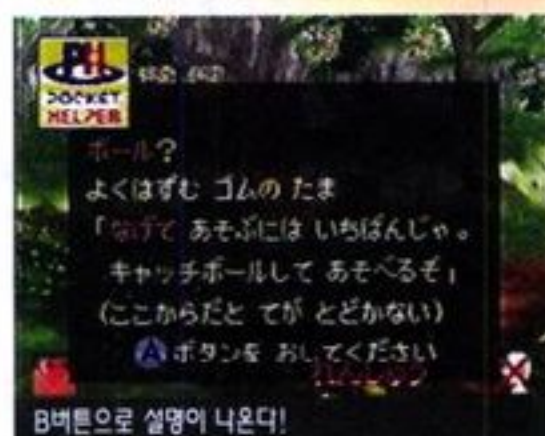 PH
POCKET
HELPER
ボール?
よくはずむ ゴムの たま
「なげて あそぶには いちばんじゃ。
キャッチボールして あそべるぞ」
(ここからだと てが とどかない)
Aボタンを おしてください
B버튼으로 설명이 나온다!